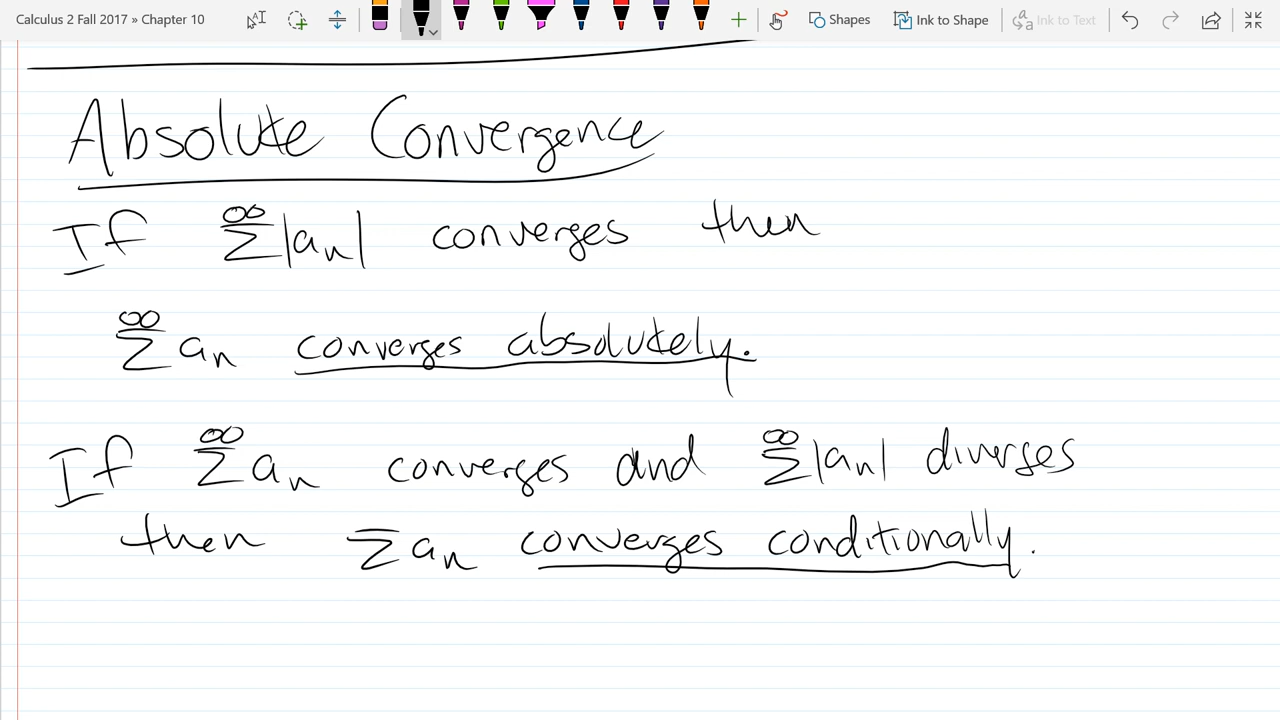 Calculus 2 Fall 2017 » Chapter 10 Shapes Ink to Shape Ink to Text
Absolute Convergence
If ∞∑|aₙ| converges then
∞∑ aₙ converges absolutely.
If ∞∑ aₙ converges and ∞∑|aₙ| diverges
then ∑ aₙ converges conditionally.